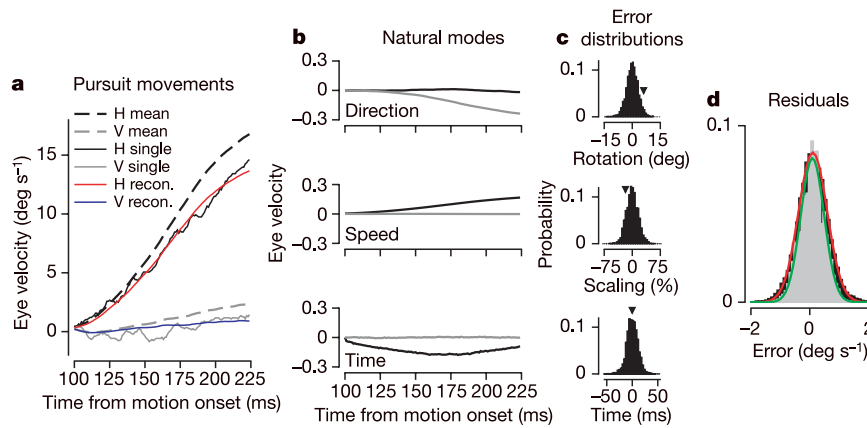 a
Pursuit movements
H mean
V mean
H single
V single
H recon.
V recon.
Eye velocity (deg s⁻¹)
15
10
5
0
100 125 150 175 200 225
Time from motion onset (ms)
b
Natural modes
Eye velocity
0.3
0
−0.3
Direction
0.3
0
−0.3
Speed
0.3
0
−0.3
Time
100 125 150 175 200 225
Time from motion onset (ms)
c
Error
distributions
Probability
0.1
0
−15 0 15
Rotation (deg)
0.1
0
−75 0 75
Scaling (%)
0.1
0
−50 0 50
Time (ms)
d
Residuals
0.1
0
−2 0 2
Error (deg s⁻¹)